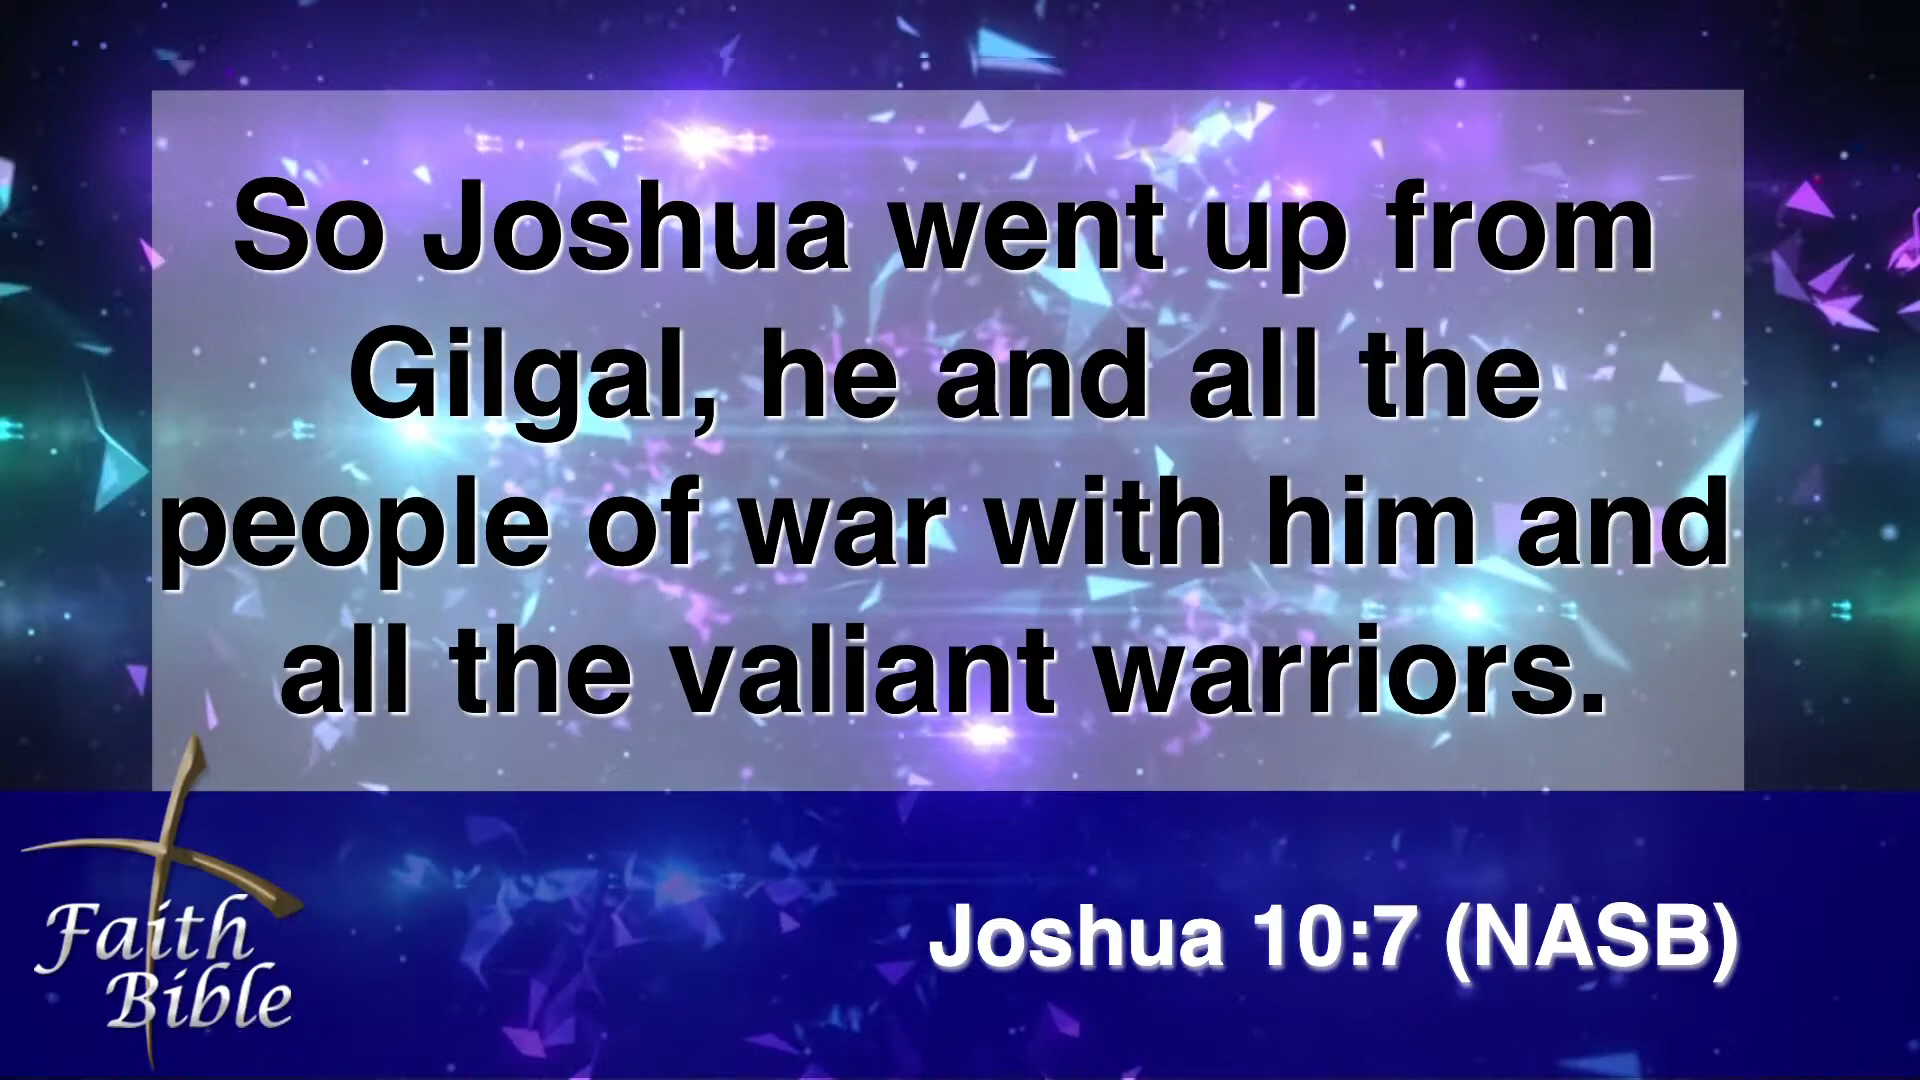 So Joshua went up from
Gilgal, he and all the
people of war with him and
all the valiant warriors.
Joshua 10:7 (NASB)
Faith
Bible